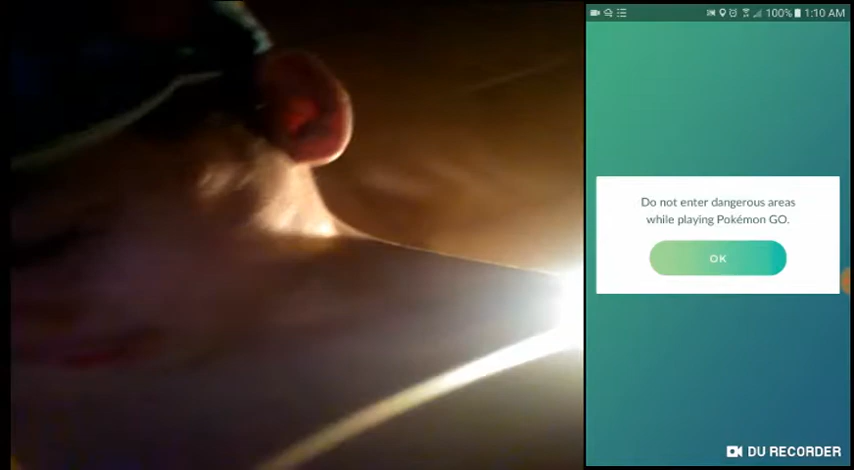 100% 1:10 AM
Do not enter dangerous areas
while playing Pokémon GO.
OK
DU RECORDER